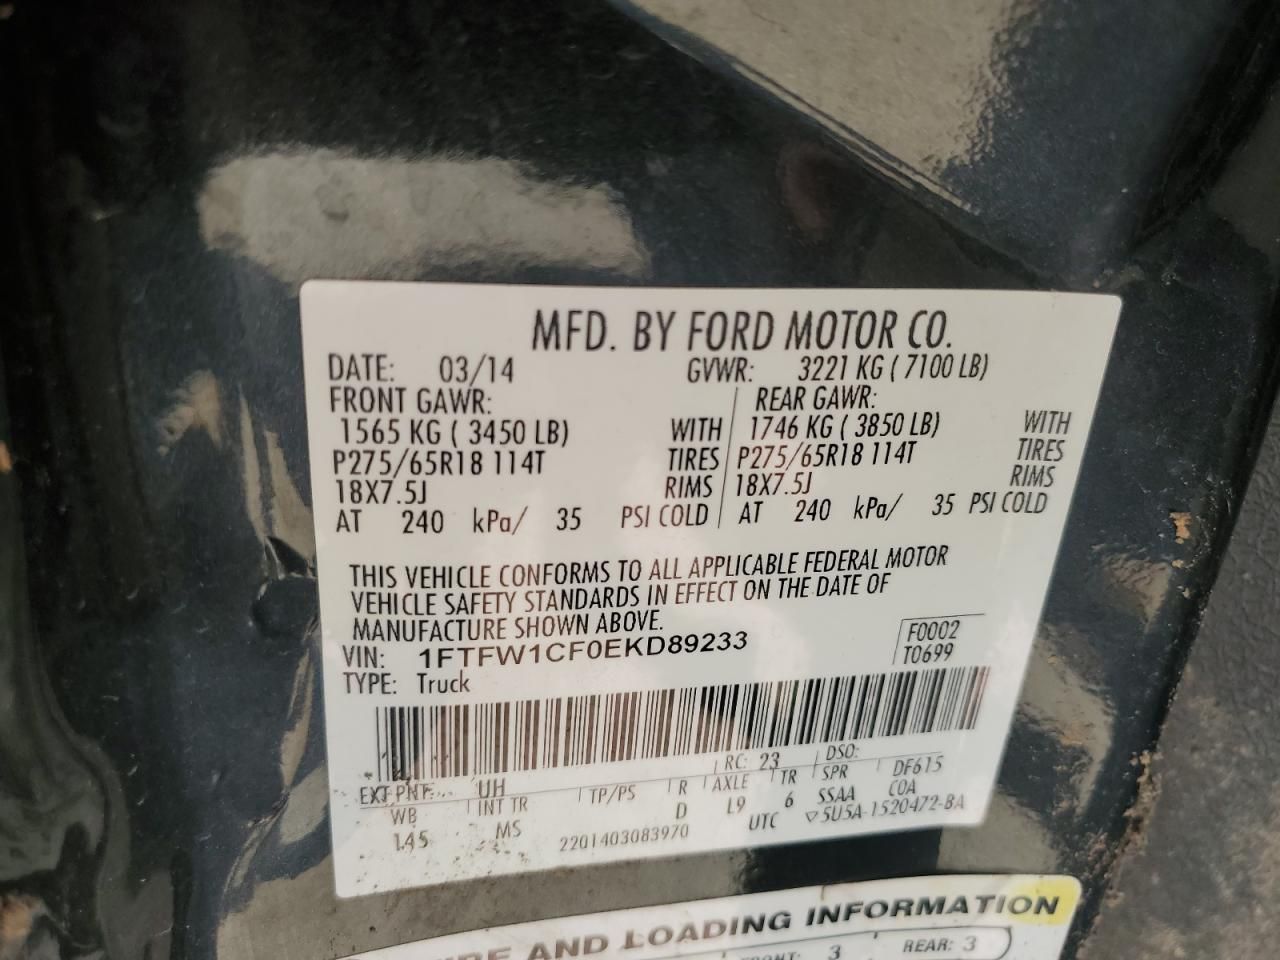 MFD. BY FORD MOTOR CO.
DATE: 03/14 GVWR: 3221 KG ( 7100 LB)
FRONT GAWR: REAR GAWR:
1565 KG ( 3450 LB) WITH 1746 KG ( 3850 LB) WITH
P275/65R18 114T TIRES P275/65R18 114T TIRES
18X7.5J RIMS 18X7.5J RIMS
AT 240 kPa/ 35 PSI COLD AT 240 kPa/ 35 PSI COLD
THIS VEHICLE CONFORMS TO ALL APPLICABLE FEDERAL MOTOR
VEHICLE SAFETY STANDARDS IN EFFECT ON THE DATE OF
MANUFACTURE SHOWN ABOVE.
VIN: 1FTFW1CF0EKD89233 F0002
TYPE: Truck T0699
EXT PNT: UH RC: 23 DSO:
WB INT TR TP/PS R AXLE TR SPR DF615
145 MS D L9 6 SSAA COA
2201403083970 UTC ▽5U5A-1520472-BA
AND LOADING INFORMATION
3 REAR: 3